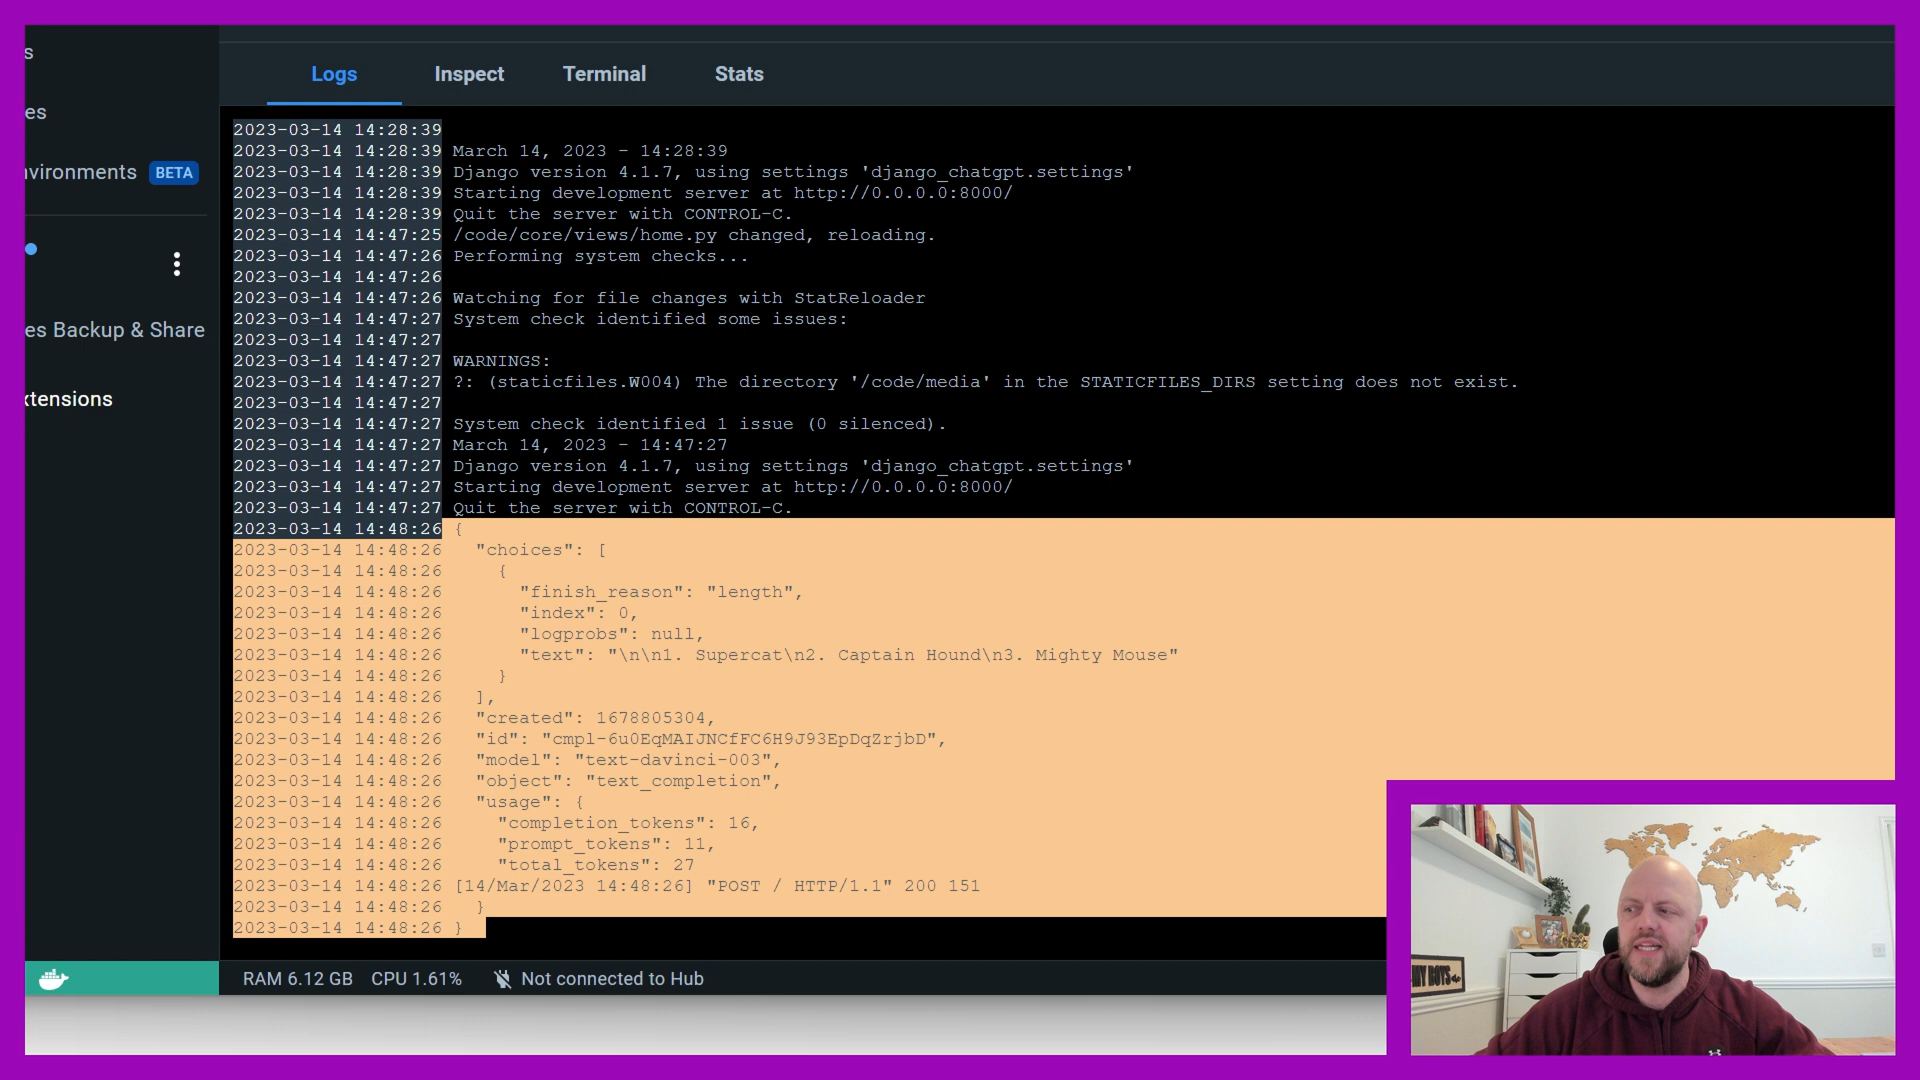 s
es
nvironments BETA
es Backup & Share
xtensions
Logs Inspect Terminal Stats
2023-03-14 14:28:39
2023-03-14 14:28:39 March 14, 2023 - 14:28:39
2023-03-14 14:28:39 Django version 4.1.7, using settings 'django_chatgpt.settings'
2023-03-14 14:28:39 Starting development server at http://0.0.0.0:8000/
2023-03-14 14:28:39 Quit the server with CONTROL-C.
2023-03-14 14:47:25 /code/core/views/home.py changed, reloading.
2023-03-14 14:47:26 Performing system checks...
2023-03-14 14:47:26
2023-03-14 14:47:26 Watching for file changes with StatReloader
2023-03-14 14:47:27 System check identified some issues:
2023-03-14 14:47:27
2023-03-14 14:47:27 WARNINGS:
2023-03-14 14:47:27 ?: (staticfiles.W004) The directory '/code/media' in the STATICFILES_DIRS setting does not exist.
2023-03-14 14:47:27
2023-03-14 14:47:27 System check identified 1 issue (0 silenced).
2023-03-14 14:47:27 March 14, 2023 - 14:47:27
2023-03-14 14:47:27 Django version 4.1.7, using settings 'django_chatgpt.settings'
2023-03-14 14:47:27 Starting development server at http://0.0.0.0:8000/
2023-03-14 14:47:27 Quit the server with CONTROL-C.
2023-03-14 14:48:26 {
2023-03-14 14:48:26 "choices": [
2023-03-14 14:48:26 {
2023-03-14 14:48:26 "finish_reason": "length",
2023-03-14 14:48:26 "index": 0,
2023-03-14 14:48:26 "logprobs": null,
2023-03-14 14:48:26 "text": "\n\n1. Supercat\n2. Captain Hound\n3. Mighty Mouse"
2023-03-14 14:48:26 }
2023-03-14 14:48:26 ],
2023-03-14 14:48:26 "created": 1678805304,
2023-03-14 14:48:26 "id": "cmpl-6u0EqMAIJNCfFC6H9J93EpDqZrjbD",
2023-03-14 14:48:26 "model": "text-davinci-003",
2023-03-14 14:48:26 "object": "text_completion",
2023-03-14 14:48:26 "usage": {
2023-03-14 14:48:26 "completion_tokens": 16,
2023-03-14 14:48:26 "prompt_tokens": 11,
2023-03-14 14:48:26 "total_tokens": 27
2023-03-14 14:48:26 [14/Mar/2023 14:48:26] "POST / HTTP/1.1" 200 151
2023-03-14 14:48:26 }
2023-03-14 14:48:26 }
RAM 6.12 GB CPU 1.61% Not connected to Hub
MY BOYS